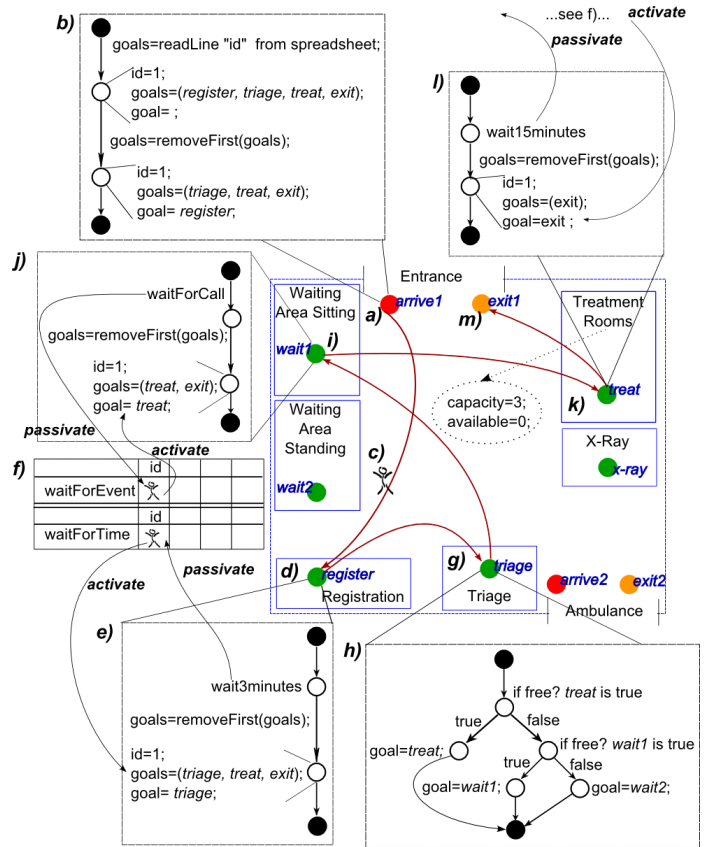 b)
goals=readLine "id" from spreadsheet;
id=1;
goals=(register, triage, treat, exit);
goal= ;
goals=removeFirst(goals);
id=1;
goals=(triage, treat, exit);
goal= register;
...see f)...
activate
passivate
l)
wait15minutes
goals=removeFirst(goals);
id=1;
goals=(exit);
goal=exit ;
j)
waitForCall
goals=removeFirst(goals);
id=1;
goals=(treat, exit);
goal= treat;
passivate
activate
Entrance
Waiting
Area Sitting
a)
arrive1
exit1
m)
wait1
i)
Treatment
Rooms
treat
k)
capacity=3;
available=0;
Waiting
Area
Standing
wait2
c)
X-Ray
x-ray
f)
id
waitForEvent
id
waitForTime
activate
passivate
d)
register
Registration
g)
triage
Triage
arrive2
exit2
Ambulance
e)
wait3minutes
goals=removeFirst(goals);
id=1;
goals=(triage, treat, exit);
goal= triage;
h)
if free? treat is true
true
false
goal=treat;
if free? wait1 is true
true
false
goal=wait1;
goal=wait2;